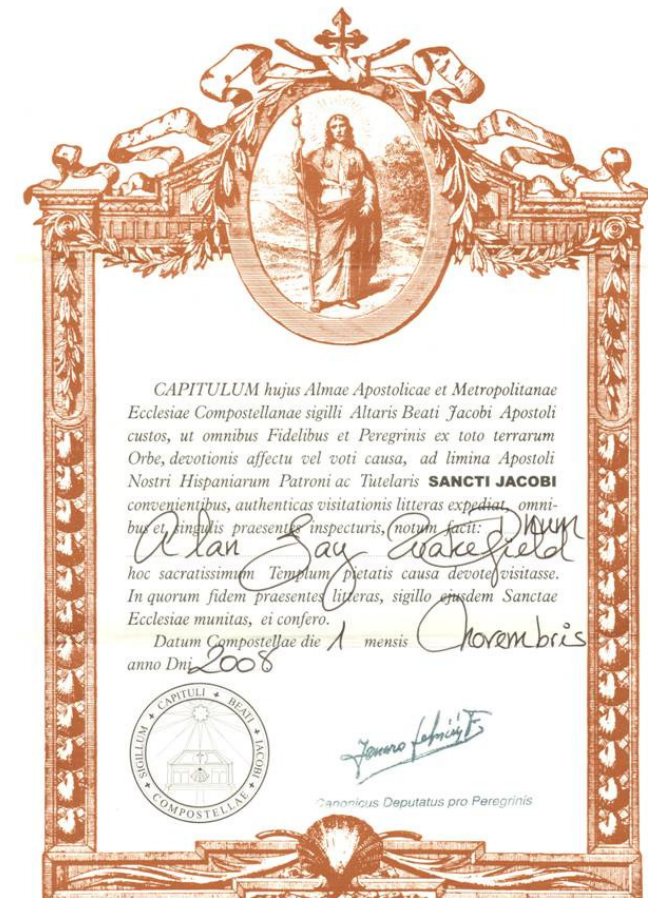 CAPITULUM hujus Almae Apostolicae et Metropolitanae
Ecclesiae Compostellanae sigilli Altaris Beati Jacobi Apostoli
custos, ut omnibus Fidelibus et Peregrinis ex toto terrarum
Orbe, devotionis affectu vel voti causa, ad limina Apostoli
Nostri Hispaniarum Patroni ac Tutelaris SANCTI JACOBI
convenientibus, authenticas visitationis litteras expediat, omni-
bus et singulis praesentes inspecturis, notum facit: Dnum
Alan Wakefield
hoc sacratissimum Templum pietatis causa devote visitasse.
In quorum fidem praesentes litteras, sigillo ejusdem Sanctae
Ecclesiae munitas, ei confero.
Datum Compostellae die 1 mensis Novembris
anno Dni 2008
SIGILLUM + CAPITULI + BEATI + IACOBI + COMPOSTELLAE +
Canonicus Deputatus pro Peregrinis